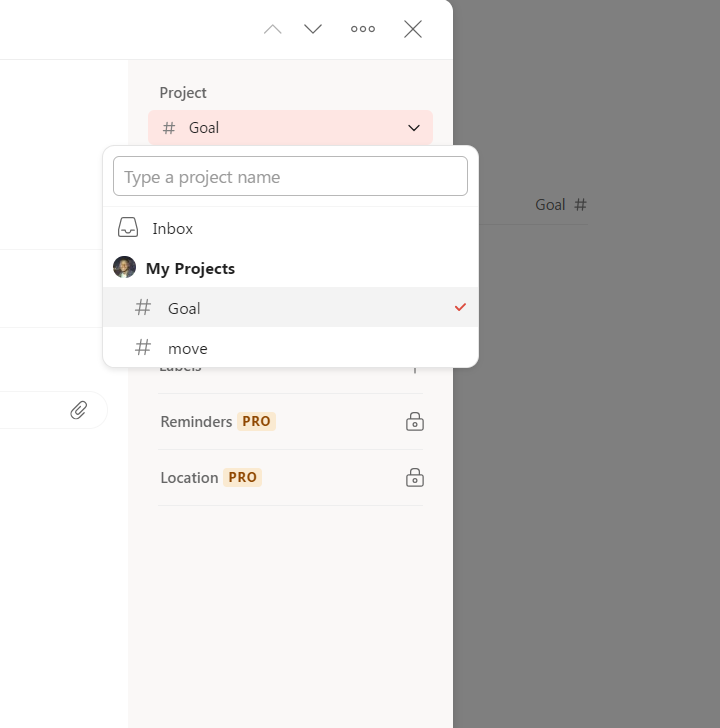 Project
# Goal
Type a project name
Goal #
Inbox
My Projects
# Goal
# move
Labels
Reminders PRO
Location PRO